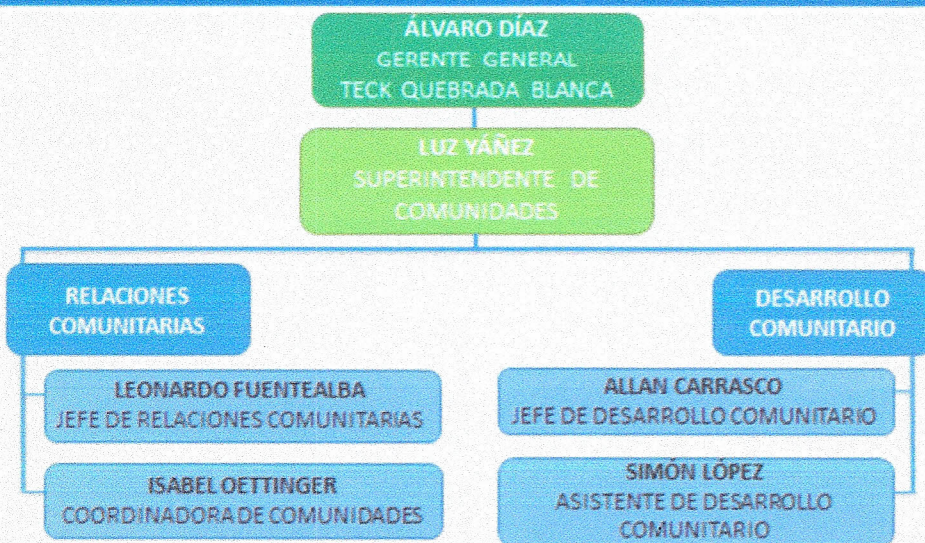 ÁLVARO DÍAZ
GERENTE GENERAL
TECK QUEBRADA BLANCA
LUZ YÁÑEZ
SUPERINTENDENTE DE
COMUNIDADES
RELACIONES
COMUNITARIAS
LEONARDO FUENTEALBA
JEFE DE RELACIONES COMUNITARIAS
ISABEL OETTINGER
COORDINADORA DE COMUNIDADES
DESARROLLO
COMUNITARIO
ALLAN CARRASCO
JEFE DE DESARROLLO COMUNITARIO
SIMÓN LÓPEZ
ASISTENTE DE DESARROLLO
COMUNITARIO